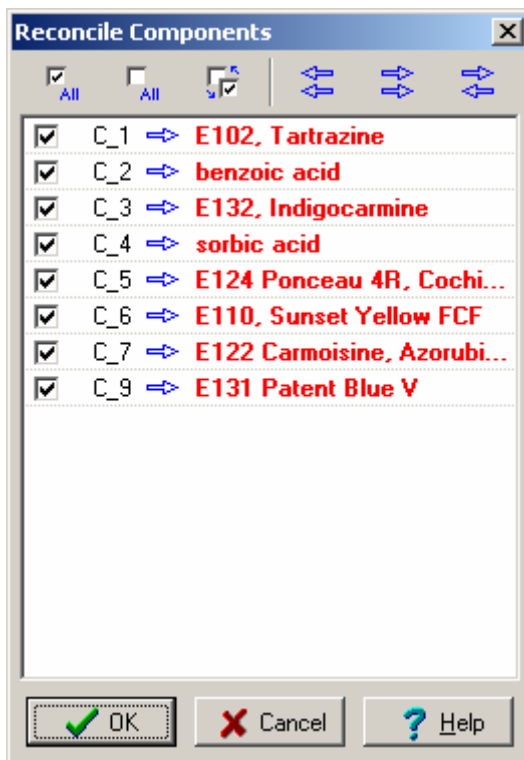 Reconcile Components
All All
C_1 E102, Tartrazine
C_2 benzoic acid
C_3 E132, Indigocarmine
C_4 sorbic acid
C_5 E124 Ponceau 4R, Cochi...
C_6 E110, Sunset Yellow FCF
C_7 E122 Carmoisine, Azorubi...
C_9 E131 Patent Blue V
OK Cancel Help